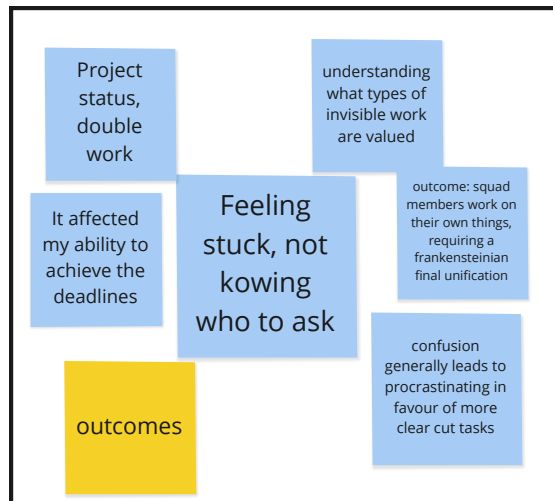 Project
status,
double
work
understanding
what types of
invisible work
are valued
It affected
my ability to
achieve the
deadlines
Feeling
stuck, not
kowing
who to ask
outcome: squad
members work on
their own things,
requiring a
frankensteinian
final unification
outcomes
confusion
generally leads to
procrastinating in
favour of more
clear cut tasks